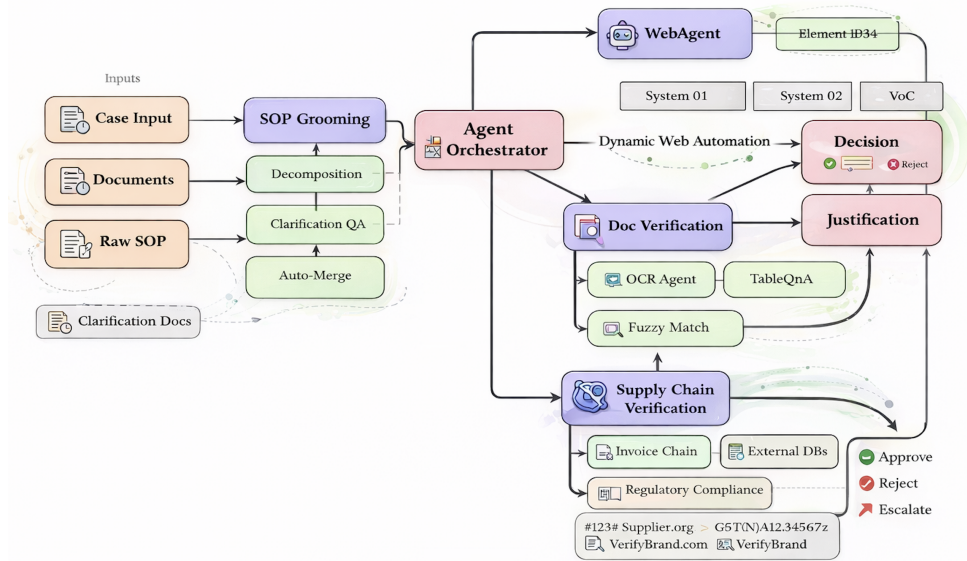 Inputs
Case Input
Documents
Raw SOP
Clarification Docs
SOP Grooming
Decomposition
Clarification QA
Auto-Merge
Agent
Orchestrator
WebAgent
Element ID34
System 01
System 02
VoC
Dynamic Web Automation
Decision
Reject
Justification
Doc Verification
OCR Agent
TableQnA
Fuzzy Match
Supply Chain
Verification
Invoice Chain
External DBs
Regulatory Compliance
#123# Supplier.org > G5T(N)A12.34567z
VerifyBrand.com VerifyBrand
Approve
Reject
Escalate